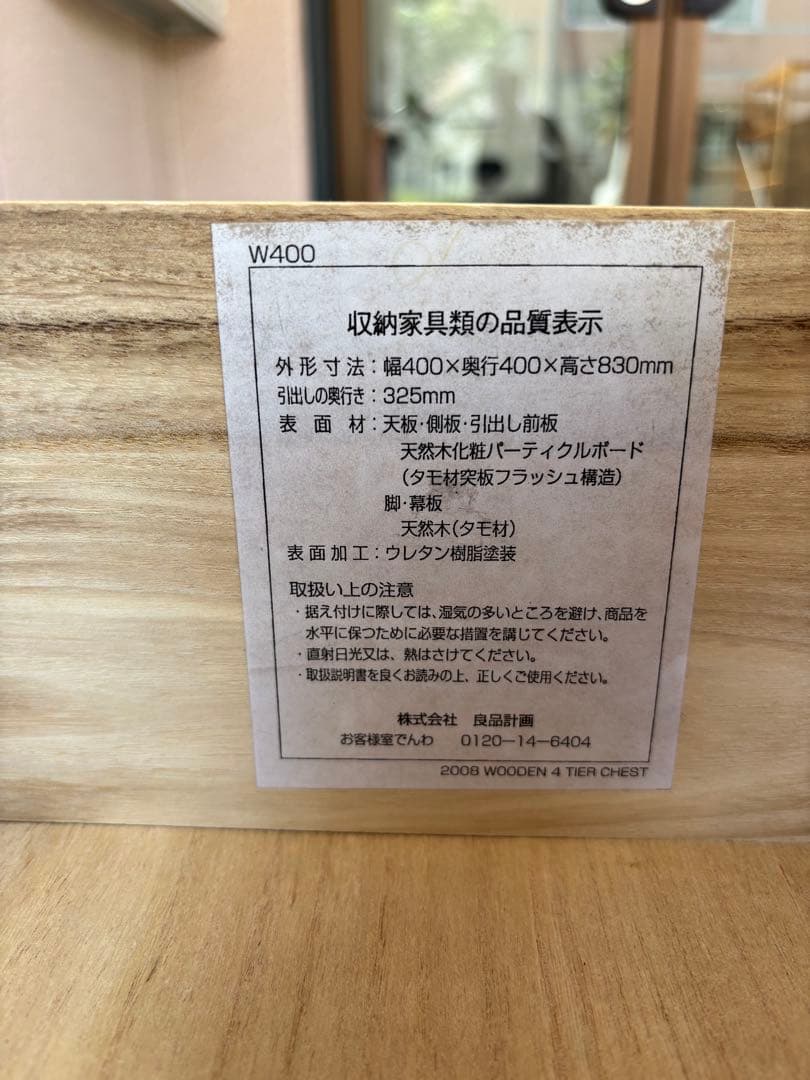 W400
収納家具類の品質表示
外形寸法：幅400×奥行400×高さ830mm
引出しの奥行き：325mm
表面材：天板・側板・引出し前板
天然木化粧パーティクルボード
（タモ材突板フラッシュ構造）
脚・幕板
天然木（タモ材）
表面加工：ウレタン樹脂塗装
取扱い上の注意
・据え付けに際しては、湿気の多いところを避け、商品を
水平に保つために必要な措置を講じてください。
・直射日光又は、熱はさけてください。
・取扱説明書を良くお読みの上、正しくご使用ください。
株式会社　良品計画
お客様室でんわ　0120−14−6404
2008 WOODEN 4 TIER CHEST